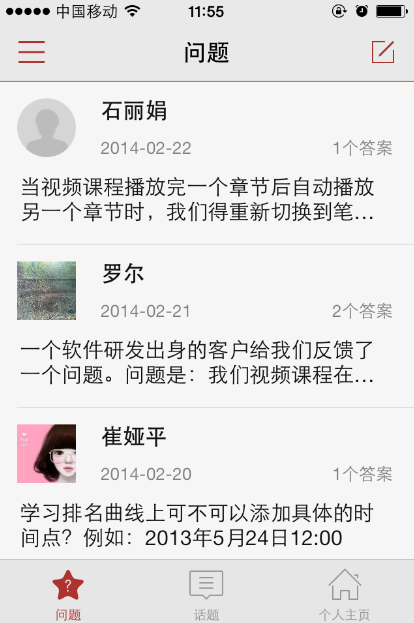 中国移动 11:55
问题
石丽娟
2014-02-22 1个答案
当视频课程播放完一个章节后自动播放
另一个章节时，我们得重新切换到笔...
罗尔
2014-02-21 2个答案
一个软件研发出身的客户给我们反馈了
一个问题。问题是：我们视频课程在...
崔娅平
2014-02-20 1个答案
学习排名曲线上可不可以添加具体的时
间点？例如：2013年5月24日12:00
问题 话题 个人主页